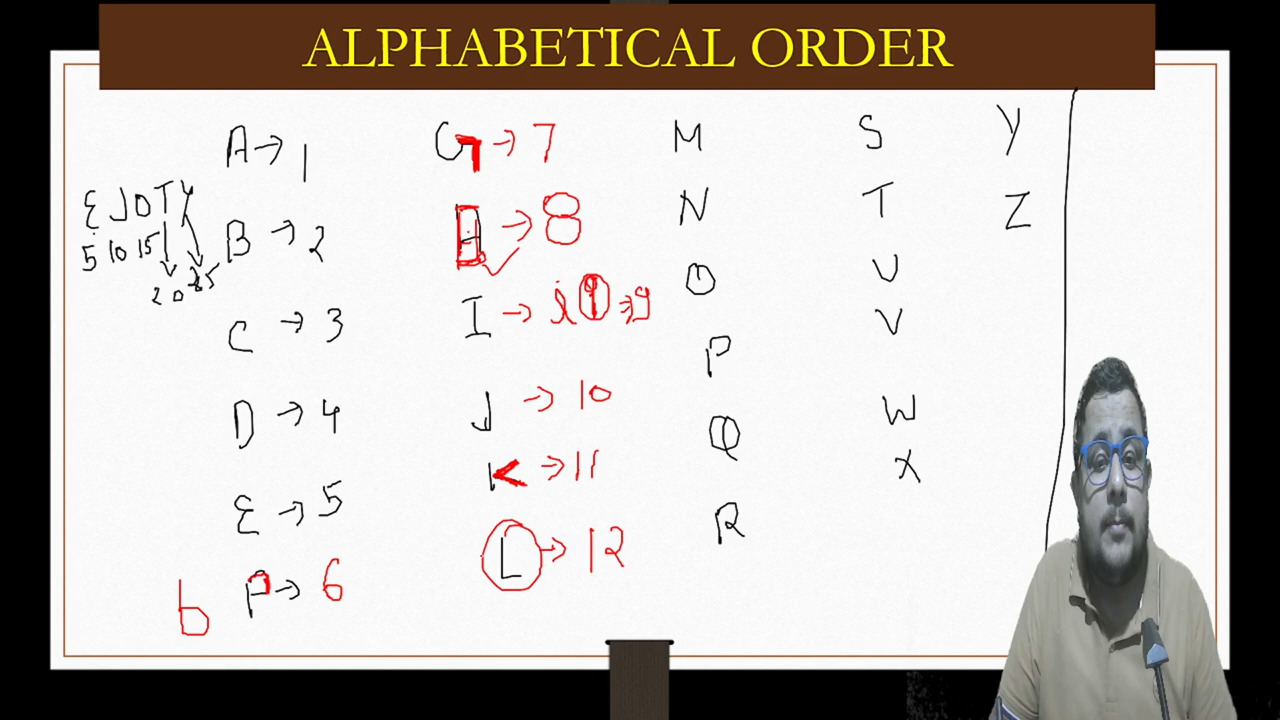 ALPHABETICAL ORDER
E J O T Y
5 10 15
20 25
A → 1
B → 2
C → 3
D → 4
E → 5
b P → 6
G → 7
H → 8
I → i 9 → 9
J → 10
K → 11
L → 12
M
N
O
P
Q
R
S
T
U
V
W
X
Y
Z